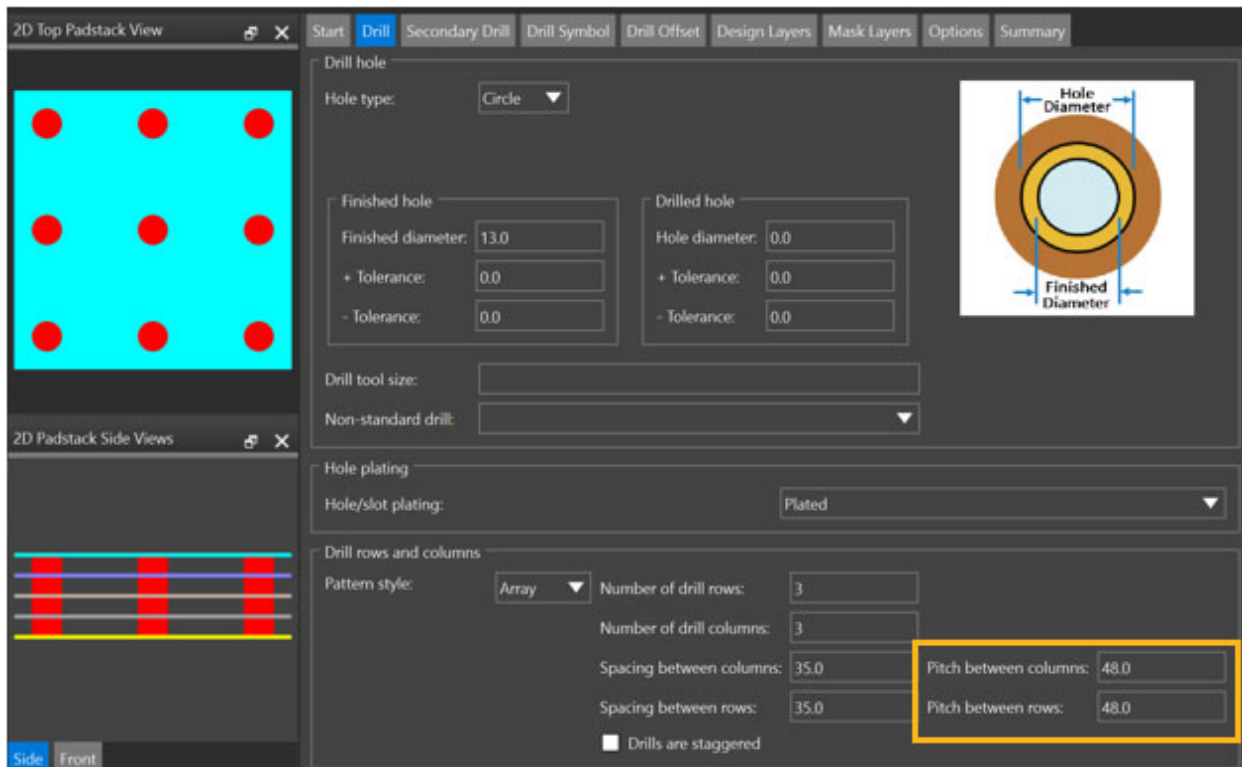 2D Top Padstack View
Start Drill Secondary Drill Drill Symbol Drill Offset Design Layers Mask Layers Options Summary
Drill hole
Hole type: Circle
Hole
Diameter
Finished
Diameter
Finished hole
Finished diameter: 13.0
+ Tolerance: 0.0
- Tolerance: 0.0
Drilled hole
Hole diameter: 0.0
+ Tolerance: 0.0
- Tolerance: 0.0
Drill tool size:
Non-standard drill:
2D Padstack Side Views
Hole plating
Hole/slot plating: Plated
Drill rows and columns
Pattern style: Array Number of drill rows: 3
Number of drill columns: 3
Spacing between columns: 35.0 Pitch between columns: 48.0
Spacing between rows: 35.0 Pitch between rows: 48.0
Drills are staggered
Side Front